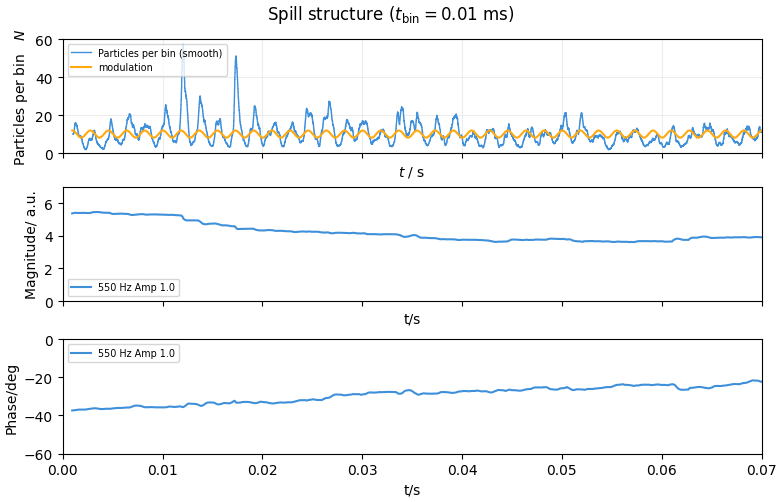 Spill structure (t_bin = 0.01 ms)
Particles per bin N
60
40
20
0
Particles per bin (smooth)
modulation
t / s
Magnitude/ a.u.
6
4
2
0
550 Hz Amp 1.0
t/s
Phase/deg
0
−20
−40
−60
550 Hz Amp 1.0
0.00 0.01 0.02 0.03 0.04 0.05 0.06 0.07
t/s